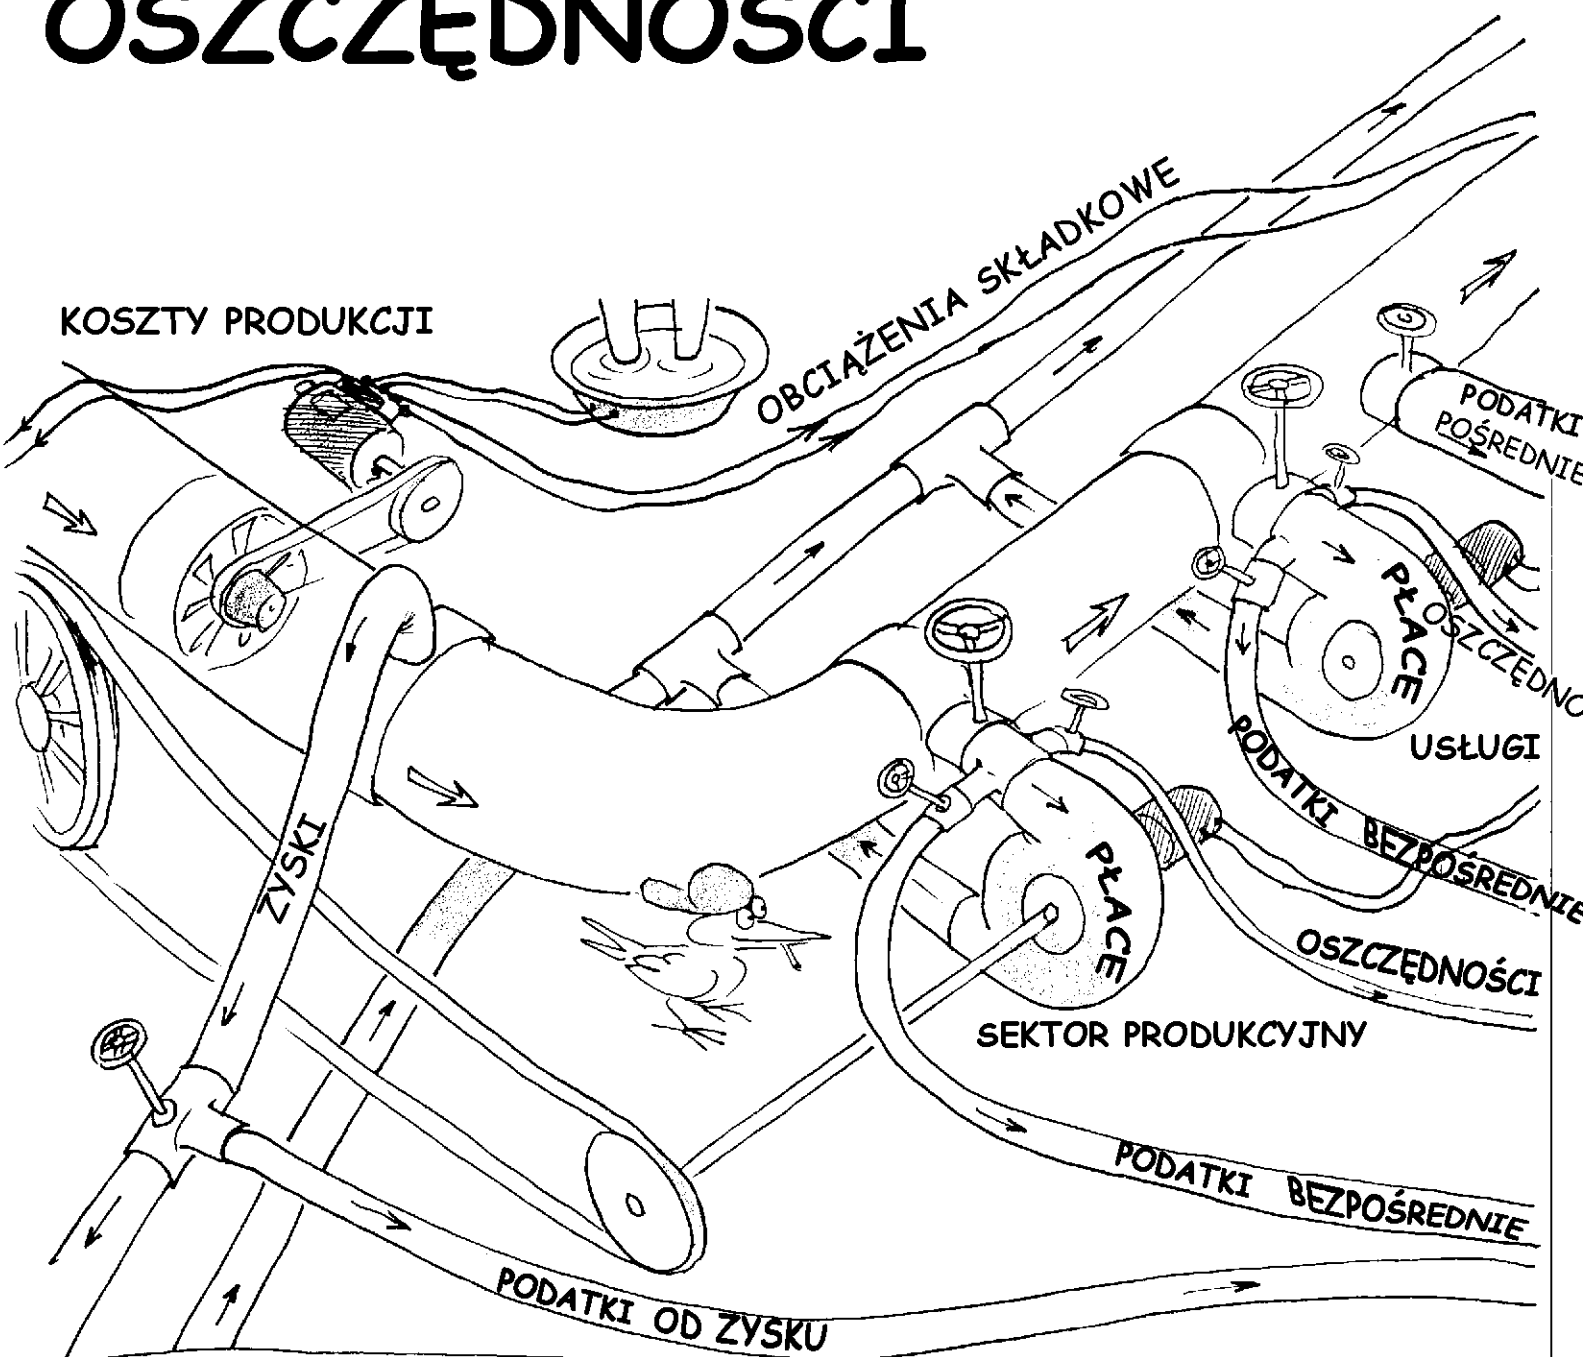 OSZCZĘDNOŚCI
KOSZTY PRODUKCJI
OBCIĄŻENIA SKŁADKOWE
PODATKI
POŚREDNIE
PŁACE
OSZCZĘDNO
USŁUGI
PODATKI BEZPOŚREDNIE
ZYSKI
PŁACE
OSZCZĘDNOŚCI
SEKTOR PRODUKCYJNY
PODATKI BEZPOŚREDNIE
PODATKI OD ZYSKU